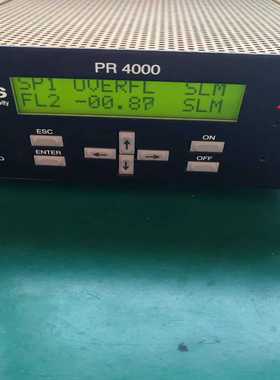 S
PR 4000
SP1 OVERFL SLM
FL2 -00.87 SLM
ESC
ENTER
ON
OFF